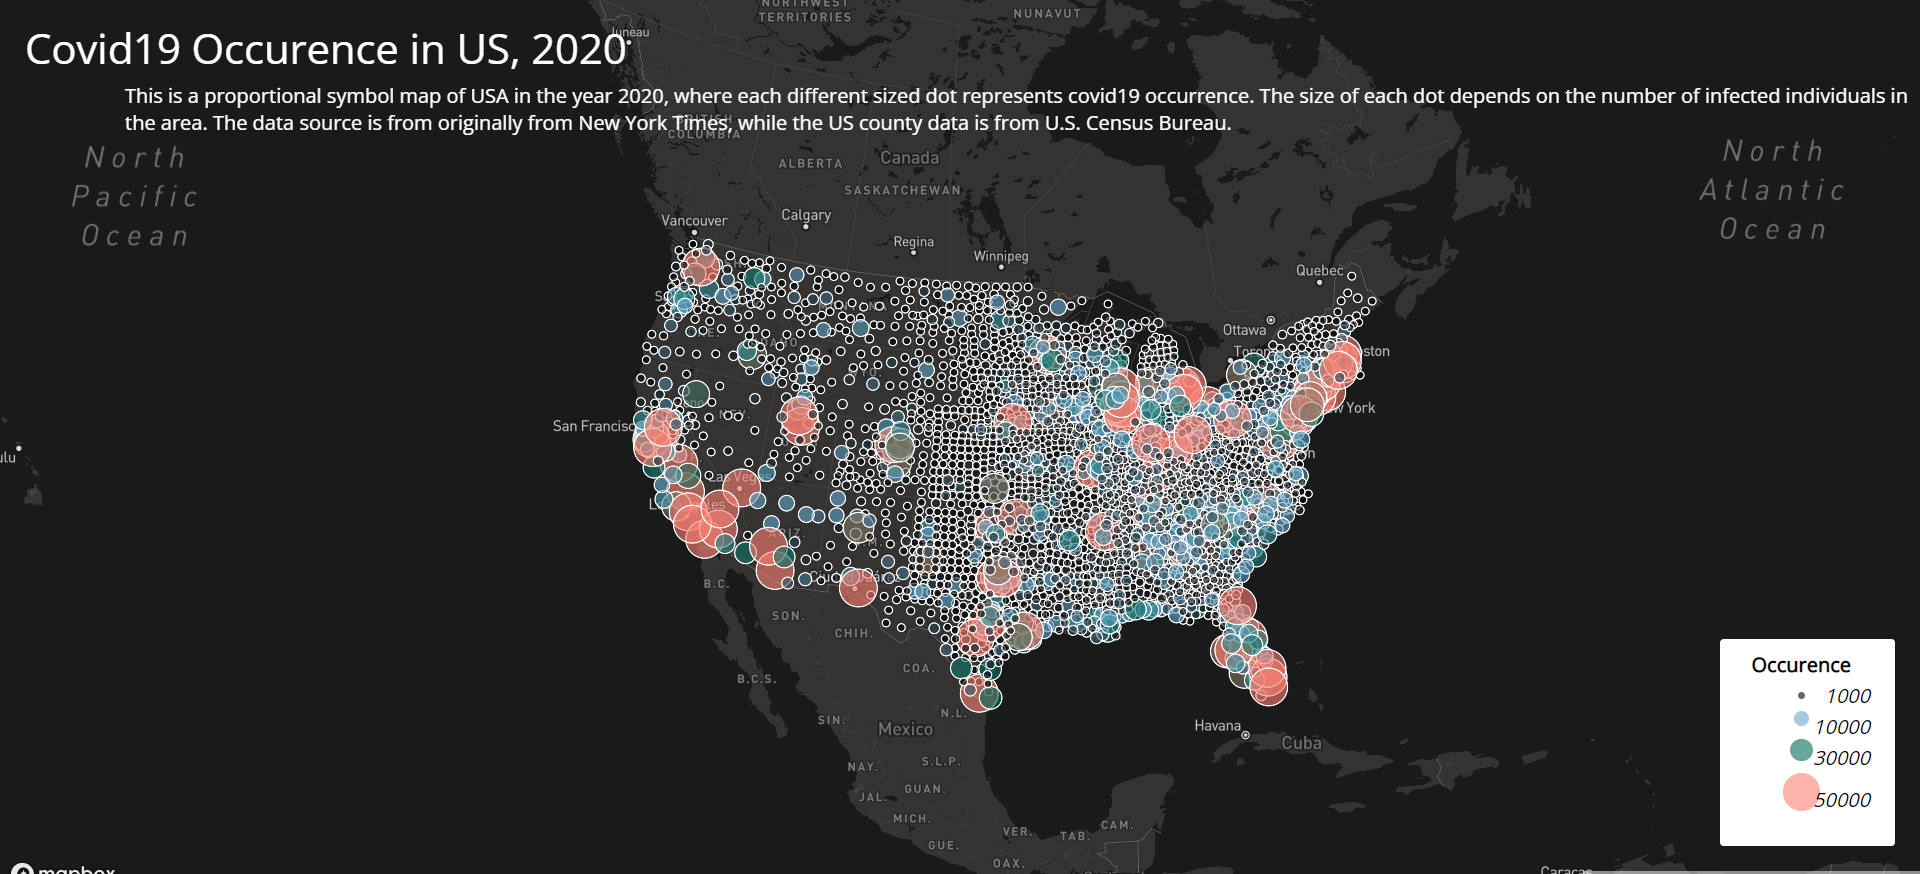 NORTHWEST
TERRITORIES
NUNAVUT
Juneau
Covid19 Occurence in US, 2020
This is a proportional symbol map of USA in the year 2020, where each different sized dot represents covid19 occurrence. The size of each dot depends on the number of infected individuals in
the area. The data source is from originally from New York Times, while the US county data is from U.S. Census Bureau.
BRITISH
COLUMBIA
North
Pacific
Ocean
North
Atlantic
Ocean
ALBERTA
Canada
SASKATCHEWAN
Vancouver
Calgary
Regina
Winnipeg
Quebec
Ottawa
San Francisc
Las Vegas
ARIZ.
NEV.
B.C.
SON.
CHIH.
COA.
B.C.S.
N.L.
SIN.
Mexico
Havana
Cuba
NAY.
S.L.P.
JAL.
GUAN.
MICH.
VER.
TAB.
CAM.
GUE.
OAX.
Caracas
Occurence
1000
10000
30000
50000
mapbox